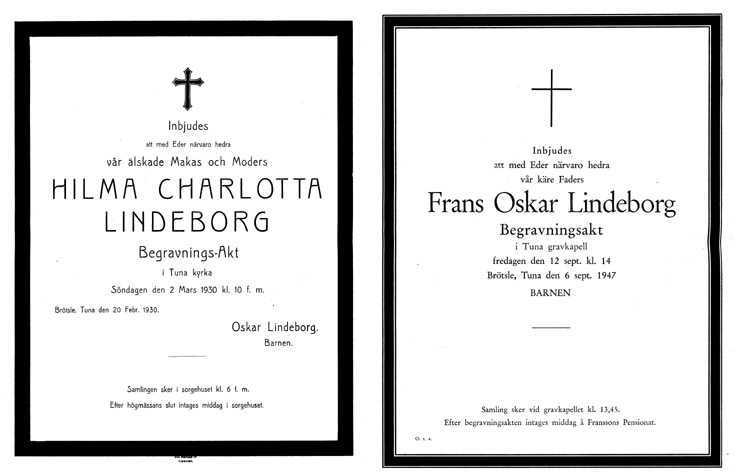 Inbjudes
att med Eder närvaro hedra
vår älskade Makas och Moders
HILMA CHARLOTTA
LINDEBORG
Begravnings-Akt
i Tuna kyrka
Söndagen den 2 Mars 1930 kl. 10 f. m.
Brötsle, Tuna den 20 Febr. 1930.
Oskar Lindeborg.
Barnen.
Samlingen sker i sorgehuset kl. 6 f. m.
Efter högmässans slut intages middag i sorgehuset.
Inbjudes
att med Eder närvaro hedra
vår käre Faders
Frans Oskar Lindeborg
Begravningsakt
i Tuna gravkapell
fredagen den 12 sept. kl. 14
Brötsle, Tuna den 6 sept. 1947
BARNEN
Samling sker vid gravkapellet kl. 13,45.
Efter begravningsakten intages middag å Franssons Pensionat.
O. s. a.